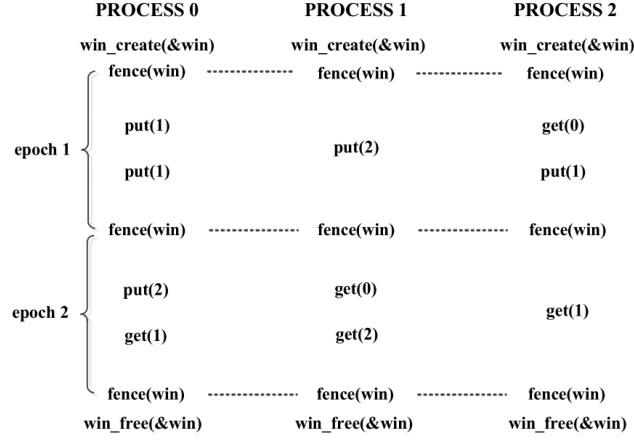 PROCESS 0 PROCESS 1 PROCESS 2
win_create(&win) win_create(&win) win_create(&win)
fence(win) fence(win) fence(win)
put(1) get(0)
epoch 1 put(2)
put(1) put(1)
fence(win) fence(win) fence(win)
put(2) get(0)
epoch 2 get(1)
get(1) get(2)
fence(win) fence(win) fence(win)
win_free(&win) win_free(&win) win_free(&win)